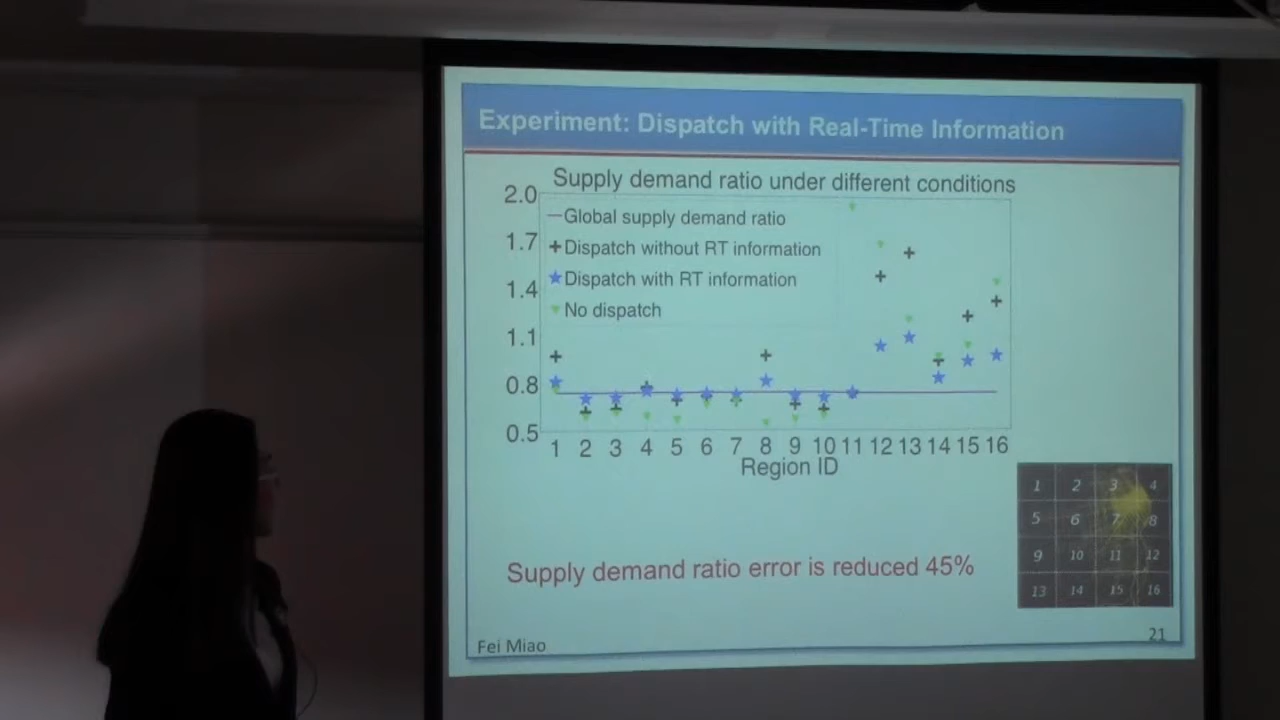 Experiment: Dispatch with Real-Time Information
Supply demand ratio under different conditions
2.0
1.7
1.4
1.1
0.8
0.5
Global supply demand ratio
Dispatch without RT information
Dispatch with RT information
No dispatch
1 2 3 4 5 6 7 8 9 10 11 12 13 14 15 16
Region ID
1 2 3 4
5 6 7 8
9 10 11 12
13 14 15 16
Supply demand ratio error is reduced 45%
Fei Miao
21